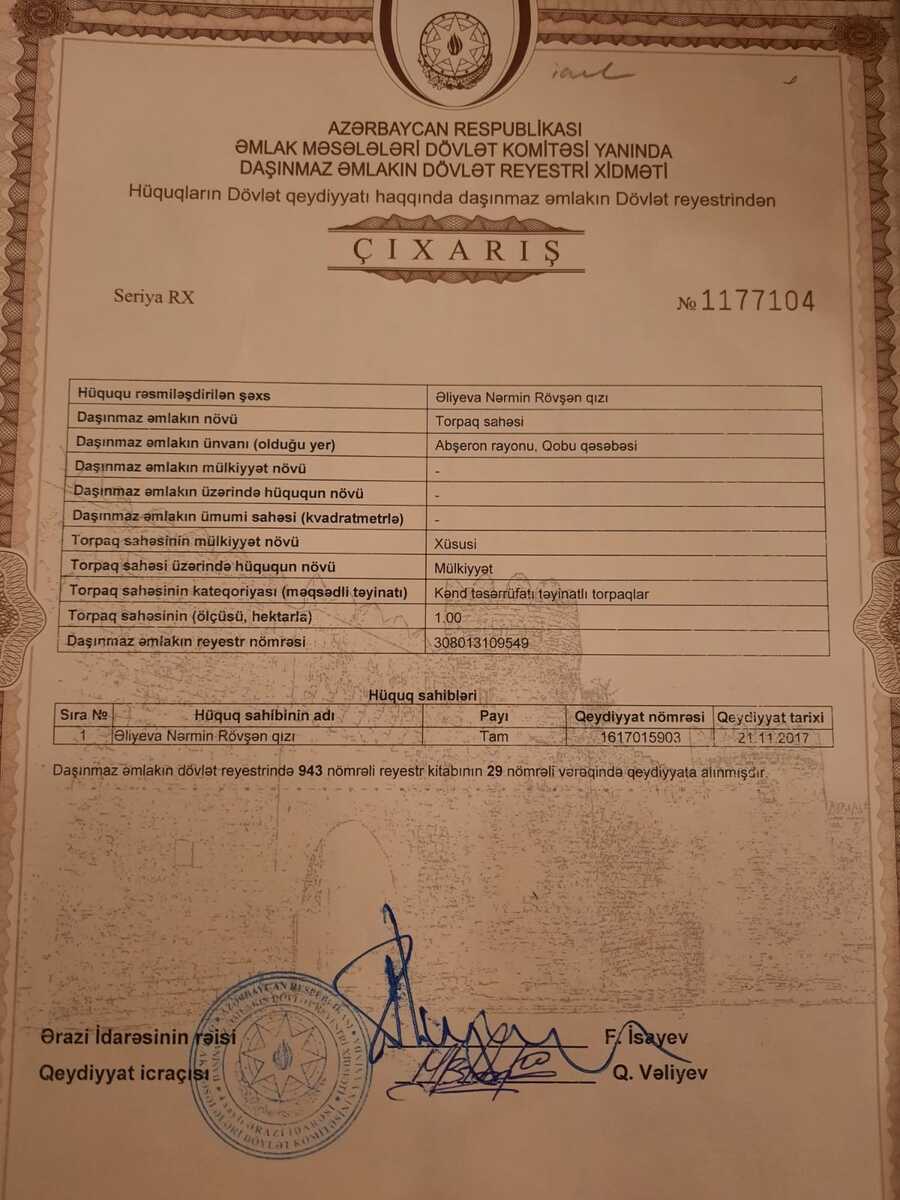 AZƏRBAYCAN RESPUBLİKASI
ƏMLAK MƏSƏLƏLƏRİ DÖVLƏT KOMİTƏSİ YANINDA
DAŞINMAZ ƏMLAKIN DÖVLƏT REYESTRİ XİDMƏTİ
Hüquqların Dövlət qeydiyyatı haqqında daşınmaz əmlakın Dövlət reyestrindən
ÇIXARIŞ
Seriya RX № 1177104
Hüququ rəsmiləşdirilən şəxs Əliyeva Nərmin Rövşən qızı
Daşınmaz əmlakın növü Torpaq sahəsi
Daşınmaz əmlakın ünvanı (olduğu yer) Abşeron rayonu, Qobu qəsəbəsi
Daşınmaz əmlakın mülkiyyət növü -
Daşınmaz əmlakın üzərində hüququn növü -
Daşınmaz əmlakın ümumi sahəsi (kvadratmetrlə) -
Torpaq sahəsinin mülkiyyət növü Xüsusi
Torpaq sahəsi üzərində hüququn növü Mülkiyyət
Torpaq sahəsinin kateqoriyası (məqsədli təyinatı) Kənd təsərrüfatı təyinatlı torpaqlar
Torpaq sahəsinin (ölçüsü, hektarla) 1.00
Daşınmaz əmlakın reyestr nömrəsi 308013109549
Hüquq sahibləri
Sıra № Hüquq sahibinin adı Payı Qeydiyyat nömrəsi Qeydiyyat tarixi
1 Əliyeva Nərmin Rövşən qızı Tam 1617015903 21.11.2017
Daşınmaz əmlakın dövlət reyestrində 943 nömrəli reyestr kitabının 29 nömrəli vərəqində qeydiyyata alınmışdır.
Ərazi İdarəsinin rəisi F. İsayev
Qeydiyyat icraçısı Q. Vəliyev